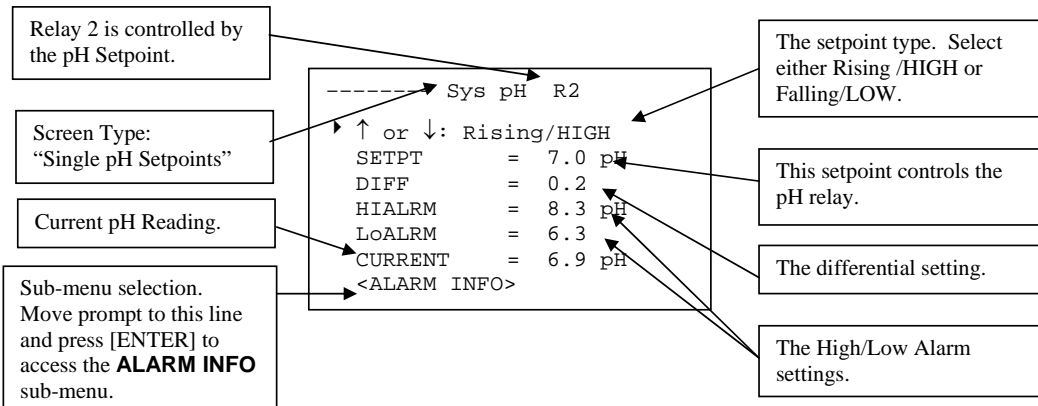 Relay 2 is controlled by
the pH Setpoint.
Screen Type:
“Single pH Setpoints”
Current pH Reading.
Sub-menu selection.
Move prompt to this line
and press [ENTER] to
access the ALARM INFO
sub-menu.
-------- Sys pH R2
↑ or ↓: Rising/HIGH
SETPT = 7.0 pH
DIFF = 0.2
HIALRM = 8.3 pH
LoALRM = 6.3
CURRENT = 6.9 pH
<ALARM INFO>
The setpoint type. Select
either Rising /HIGH or
Falling/LOW.
This setpoint controls the
pH relay.
The differential setting.
The High/Low Alarm
settings.